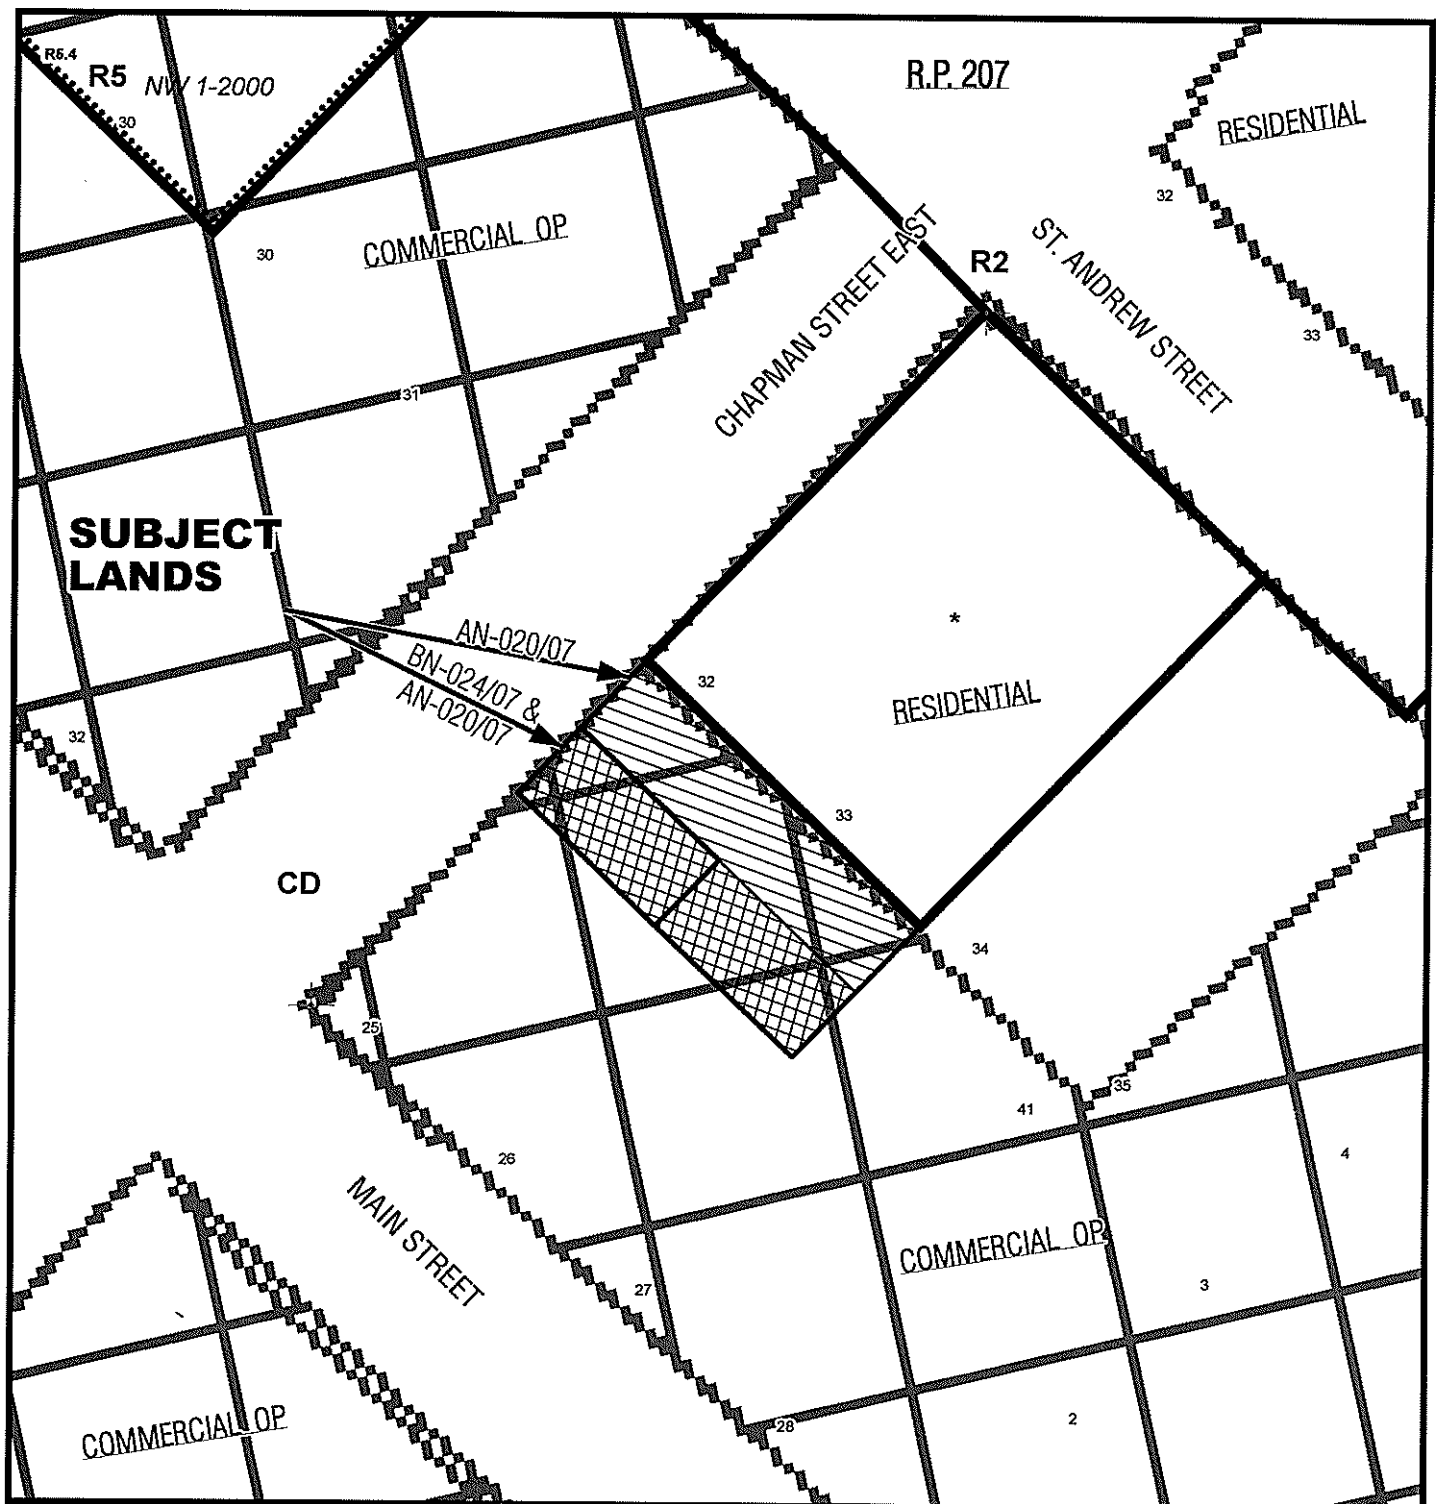 R5.4
R5
NW 1-2000
30
R.P. 207
RESIDENTIAL
32
COMMERCIAL OP
30
CHAPMAN STREET EAST
R2
ST. ANDREW STREET
33
31
SUBJECT
LANDS
AN-020/07
BN-024/07 &
AN-020/07
*
32
RESIDENTIAL
32
33
CD
34
25
35
41
26
4
MAIN STREET
COMMERCIAL OP
27
3
COMMERCIAL OP
28
2